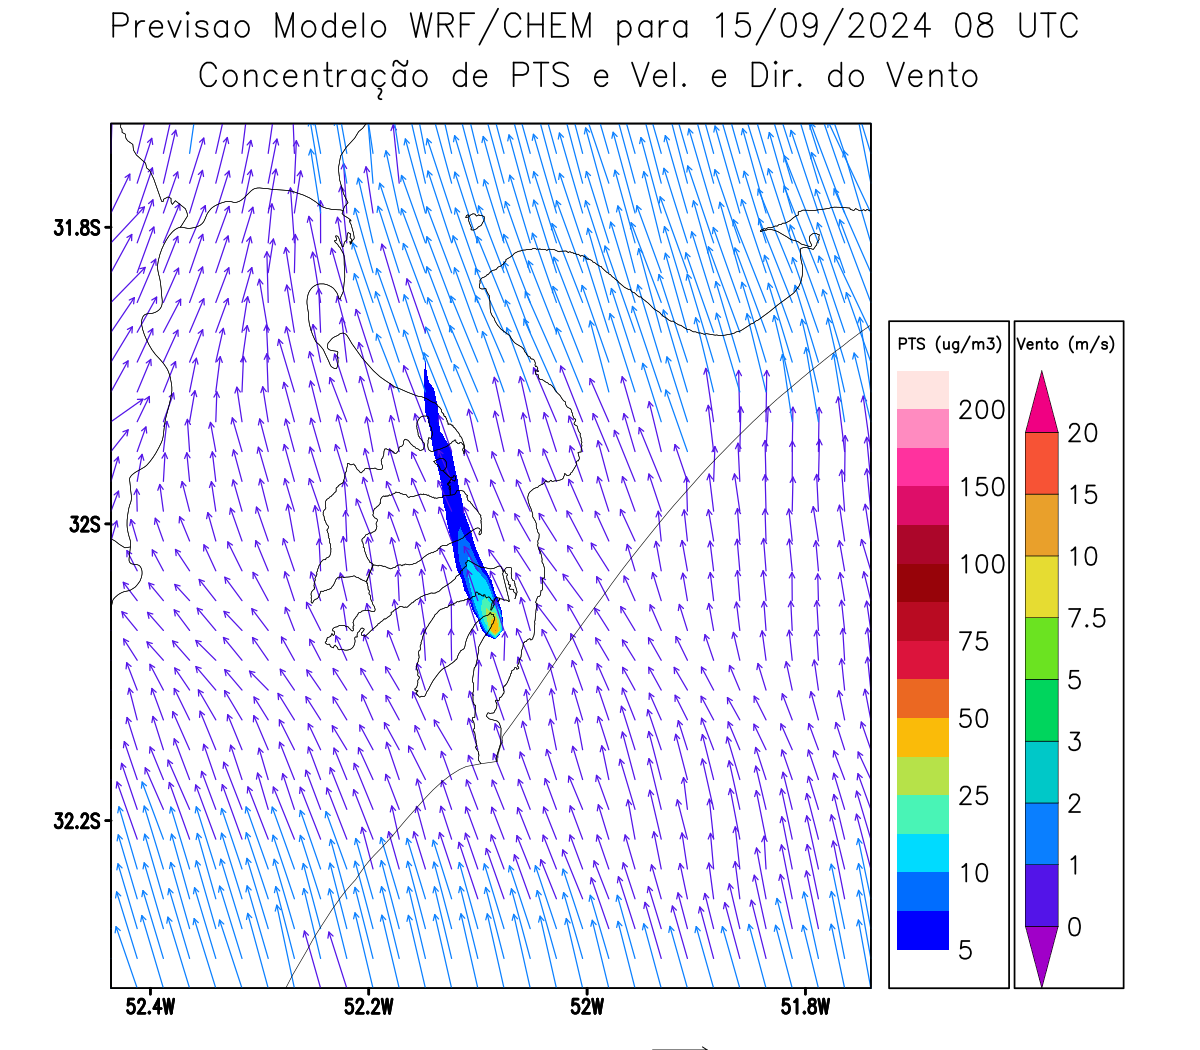 Previsao Modelo WRF/CHEM para 15/09/2024 08 UTC
Concentração de PTS e Vel. e Dir. do Vento
31.8S
32S
32.2S
52.4W 52.2W 52W 51.8W
PTS (ug/m3)
200
150
100
75
50
25
10
5
Vento (m/s)
20
15
10
7.5
5
3
2
1
0